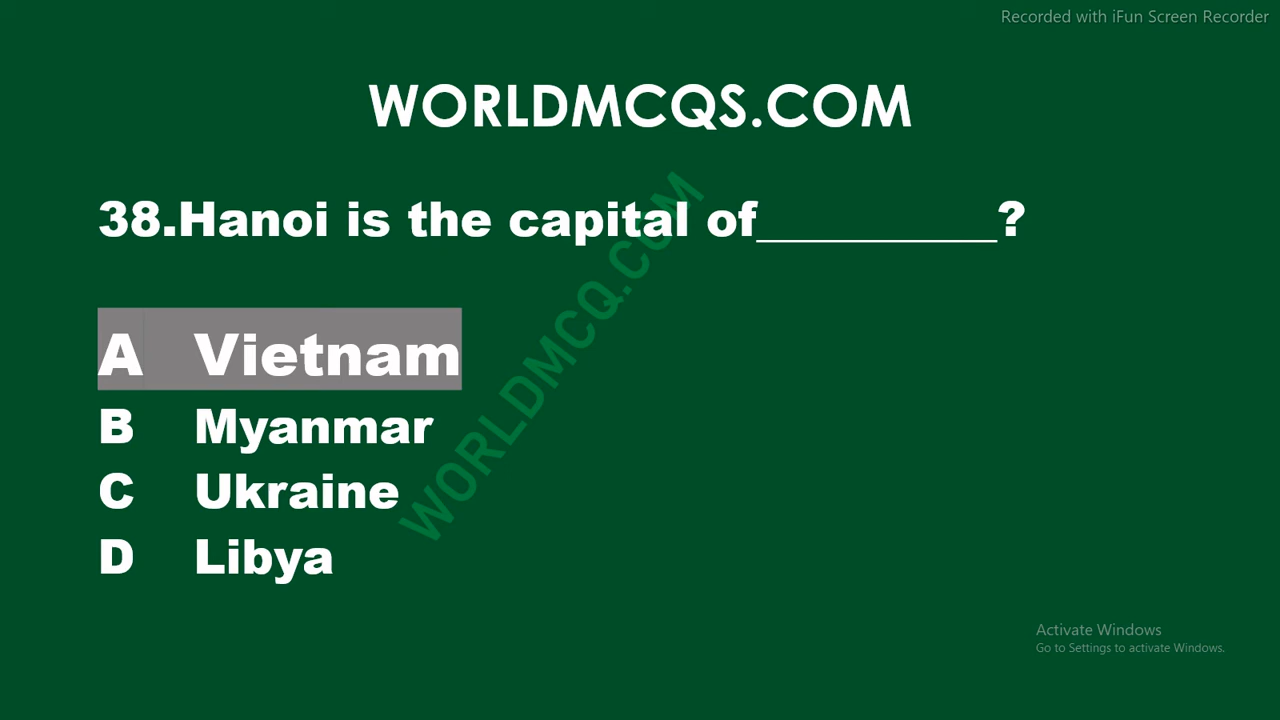 Recorded with iFun Screen Recorder
WORLDMCQS.COM
38.Hanoi is the capital of__________?
A Vietnam
B Myanmar
C Ukraine
D Libya
WORLDMCQ.COM
Activate Windows
Go to Settings to activate Windows.